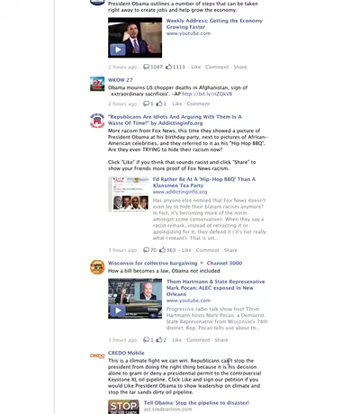 President Obama outlines a number of steps that can be taken
right away to create jobs and help grow the economy.
Weekly Address: Getting the Economy
Growing Faster
www.youtube.com
2 hours ago · 1087 1113 · Like · Comment · Share
WKOW 27
Obama mourns US chopper deaths in Afghanistan, sign of
'extraordinary sacrifices'. -AP http://bit.ly/nZQkVB
2 hours ago · 1 1 · Like · Comment
"Republicans Are Idiots And Arguing With Them Is A
Waste Of Time!" by Addictinginfo.org
More racism from Fox News, this time they showed a picture of
President Obama at his birthday party, next to pictures of African-
American celebrities, and they referred to it as his "Hip Hop BBQ".
Are they even TRYING to hide their racism now?
Click "Like" if you think that sounds racist and click "Share" to
show your friends more proof of Fox News racism.
I'd Rather Be At A 'Hip-Hop BBQ' Than A
Klansmen Tea Party
www.addictinginfo.org
Has anyone else noticed that Fox News doesn't
even try to hide their blatant racism anymore?
In fact, it's becoming more of the norm
amongst some conservatives. When they say a
racist remark, instead of retracting it or
apologizing for it, they defend it ("it's not really
what I meant"). That is unt...
3 hours ago · 70 363 · Like · Comment · Share
Wisconsin for collective bargaining Channel 3000
How a bill becomes a law, Obama not included
Thom Hartmann & State Representative
Mark Pocan: ALEC exposed in New
Orleans
www.youtube.com
Progressive radio talk show host Thom
Hartmann hosts Mark Pocan, a Democratic
State Representative from Wisconsin's 78th
district. Rep. Pocan tells use about th...
3 hours ago · 1 2 · Like · Comment · Share
CREDO Mobile
This is a climate fight we can win. Republicans can't stop the
president from doing the right thing because it is his decision
alone to grant or deny a presidential permit to the controversial
Keystone XL oil pipeline. Click Like and sign our petition if you
would Like President Obama to show leadership on climate and
stop the tar sands dirty oil pipeline.
STOP
Tell Obama: Stop the pipeline to disaster!
act.credoaction.com